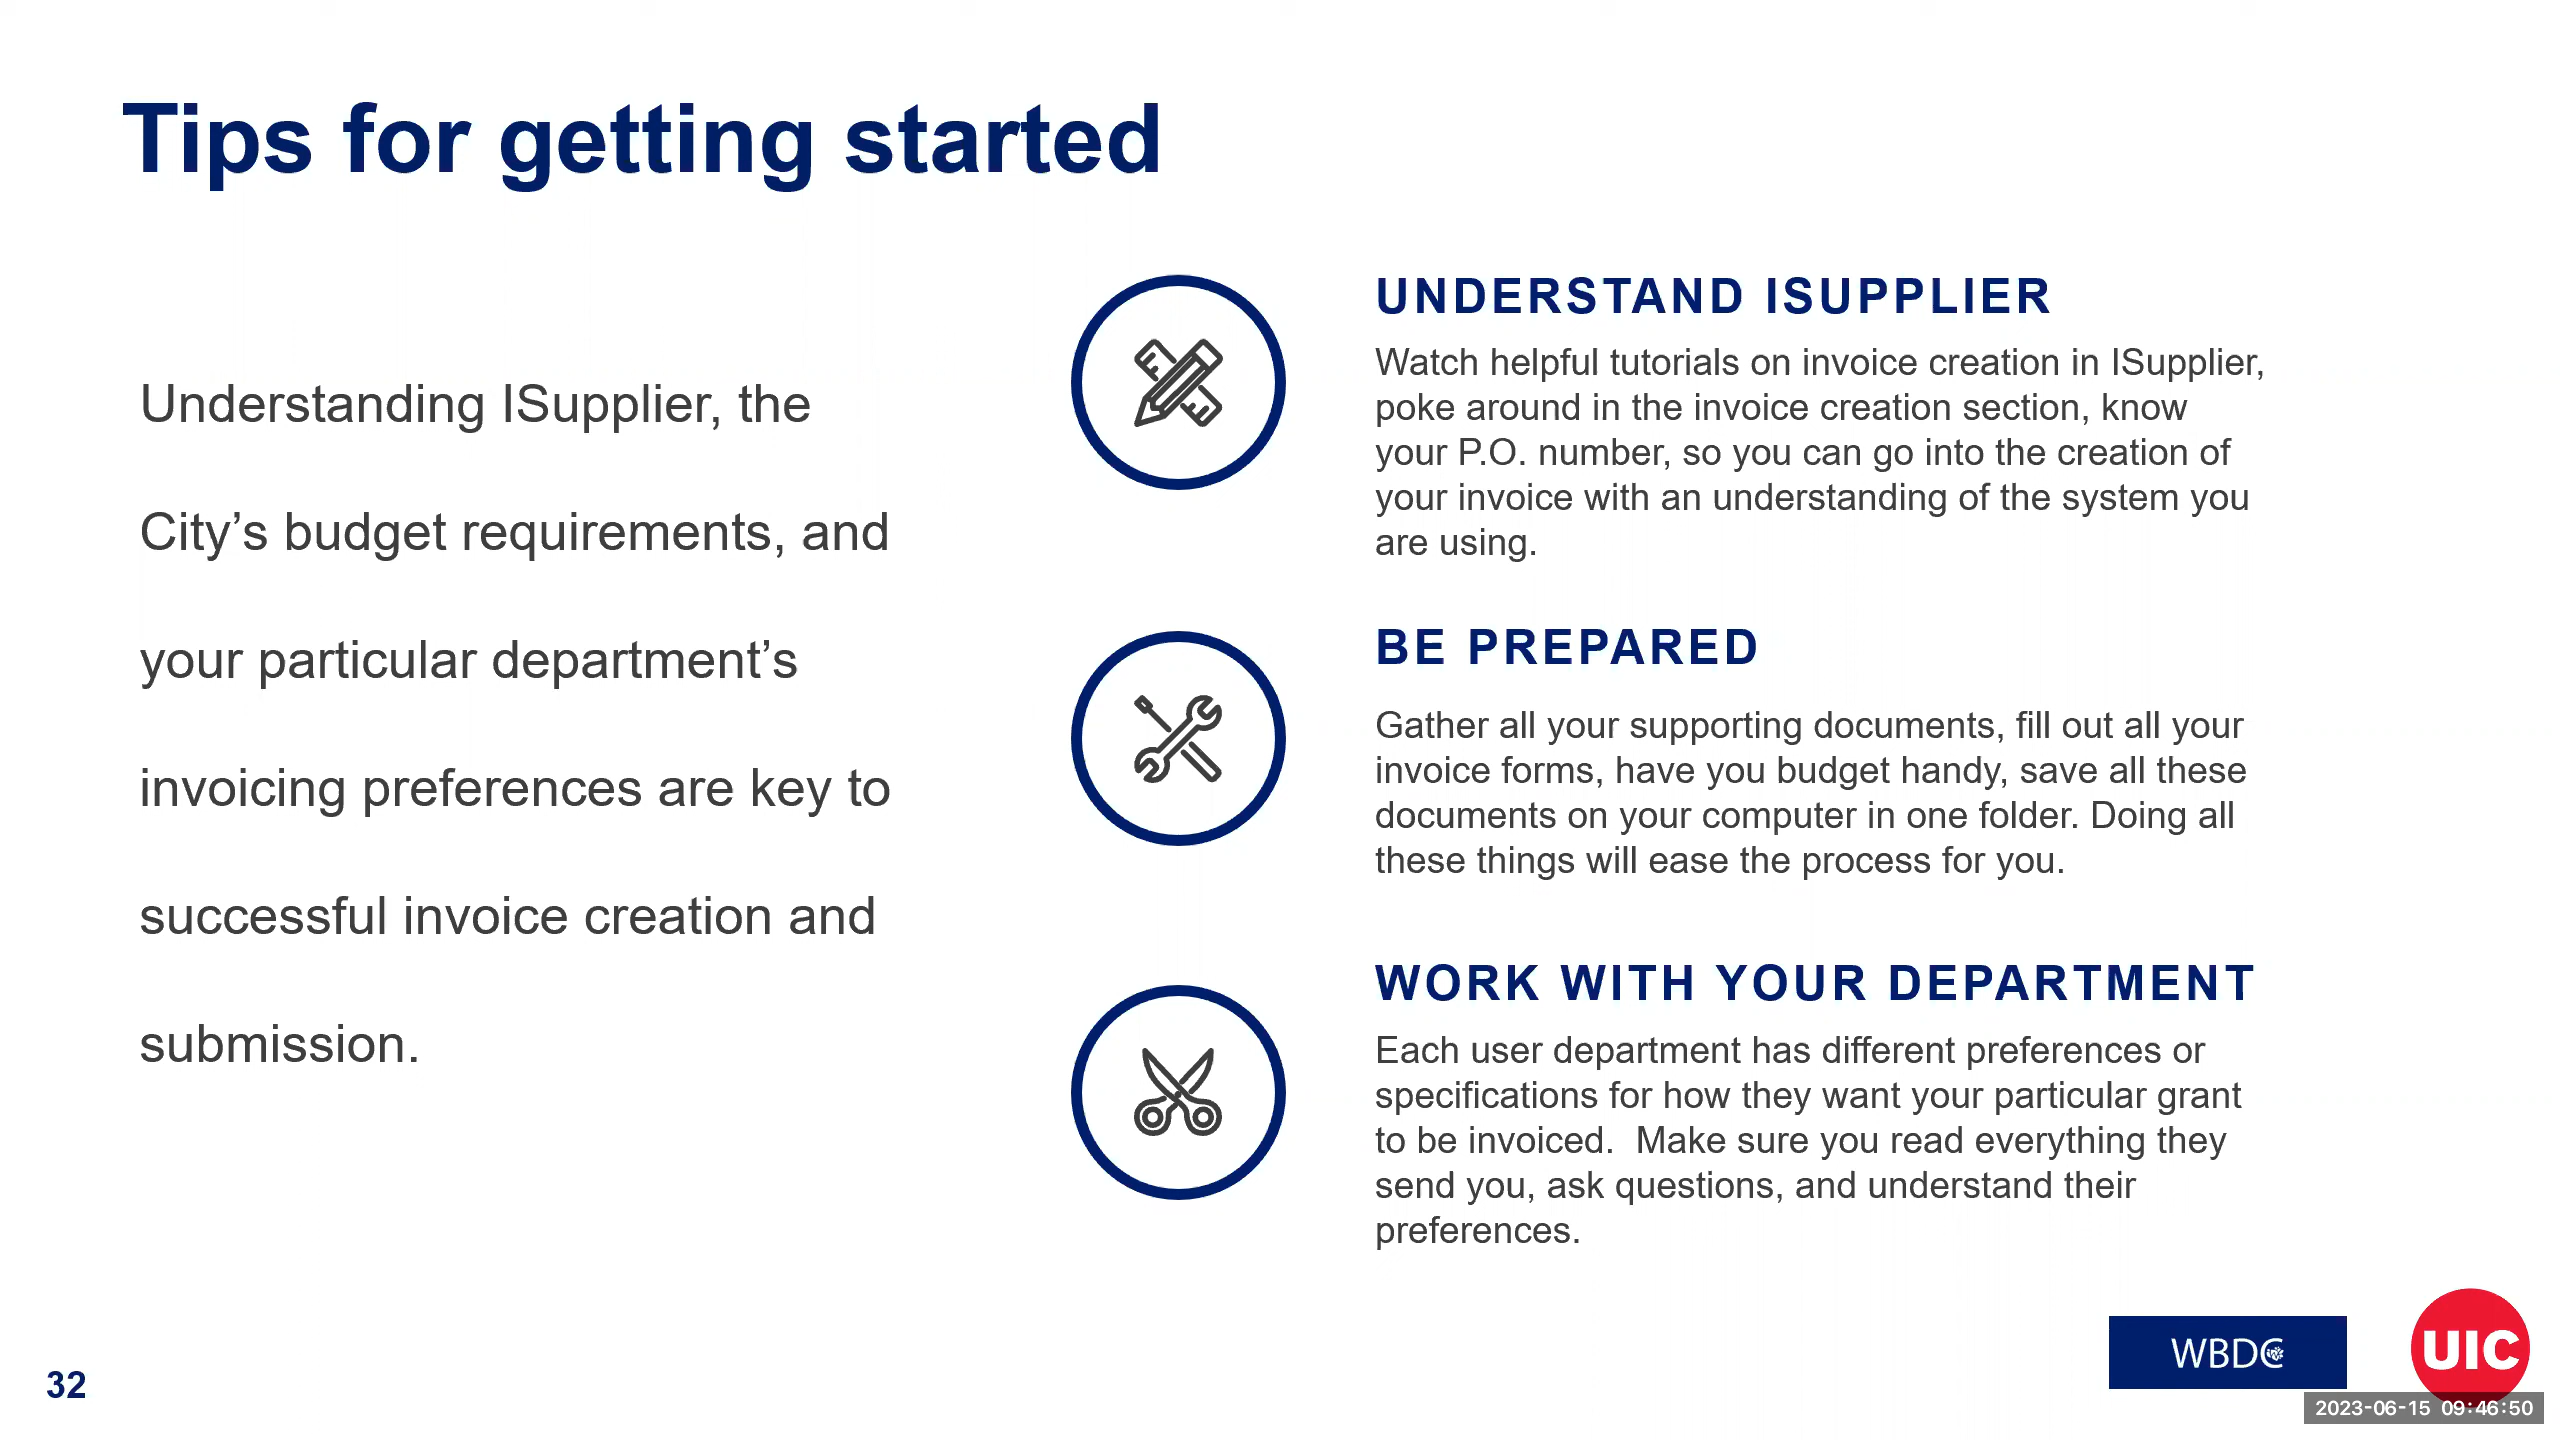 Tips for getting started
Understanding ISupplier, the
City’s budget requirements, and
your particular department’s
invoicing preferences are key to
successful invoice creation and
submission.
UNDERSTAND ISUPPLIER
Watch helpful tutorials on invoice creation in ISupplier,
poke around in the invoice creation section, know
your P.O. number, so you can go into the creation of
your invoice with an understanding of the system you
are using.
BE PREPARED
Gather all your supporting documents, fill out all your
invoice forms, have you budget handy, save all these
documents on your computer in one folder. Doing all
these things will ease the process for you.
WORK WITH YOUR DEPARTMENT
Each user department has different preferences or
specifications for how they want your particular grant
to be invoiced.  Make sure you read everything they
send you, ask questions, and understand their
preferences.
32
WBDC
UIC
2023-06-15 09:46:50